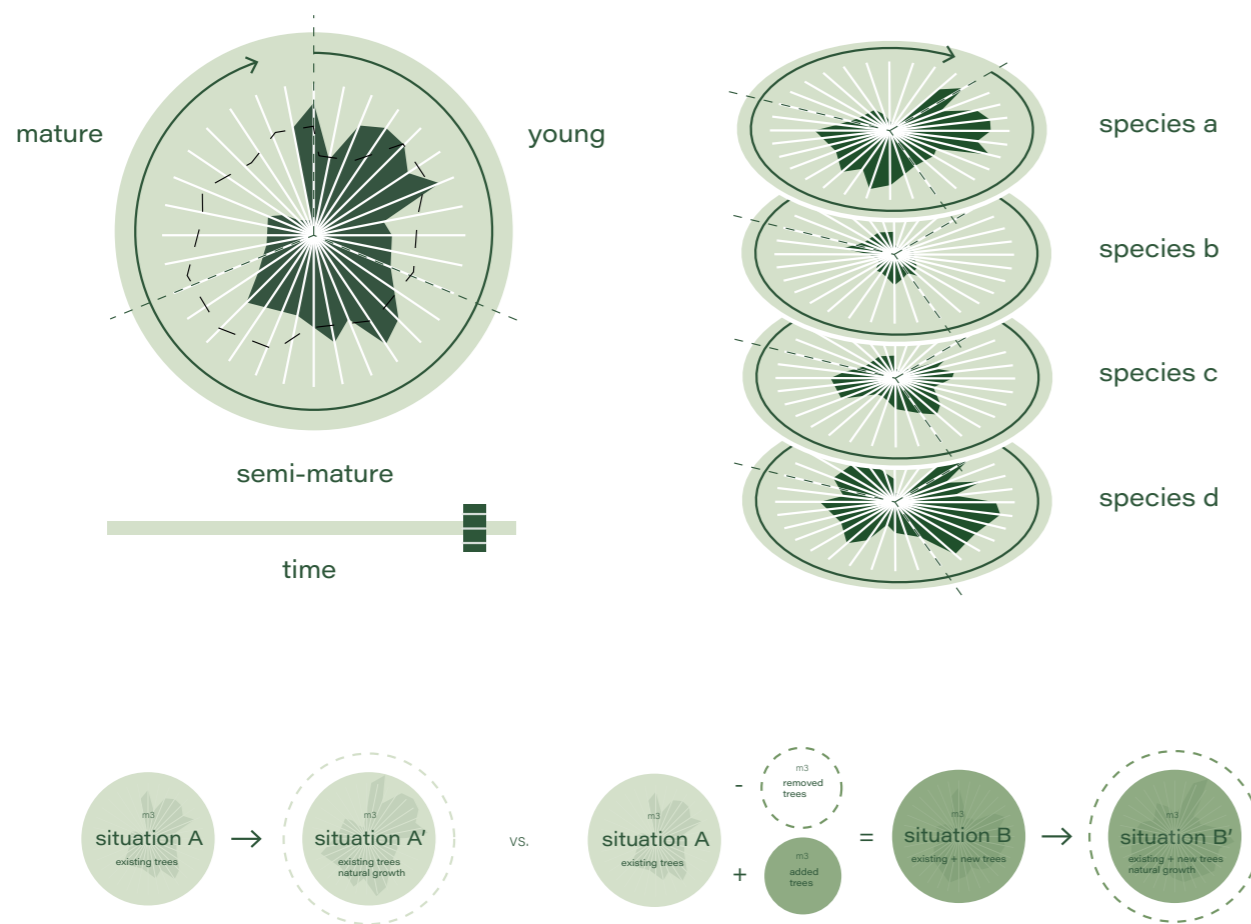 mature
young
semi-mature
time
species a
species b
species c
species d
m3
situation A
existing trees
m3
situation A'
existing trees
natural growth
vs.
m3
situation A
existing trees
-
m3
removed
trees
+
m3
added
trees
=
m3
situation B
existing + new trees
m3
situation B'
existing + new trees
natural growth